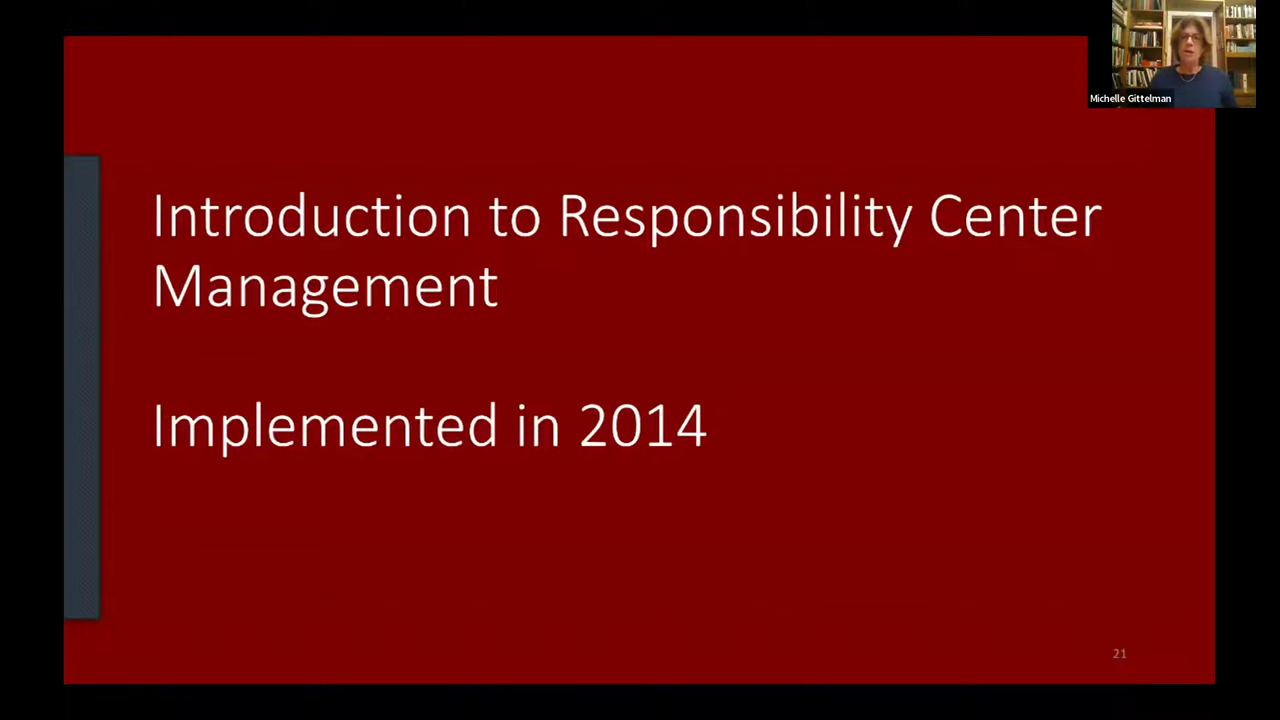 Michelle Gittelman
Introduction to Responsibility Center
Management
Implemented in 2014
21